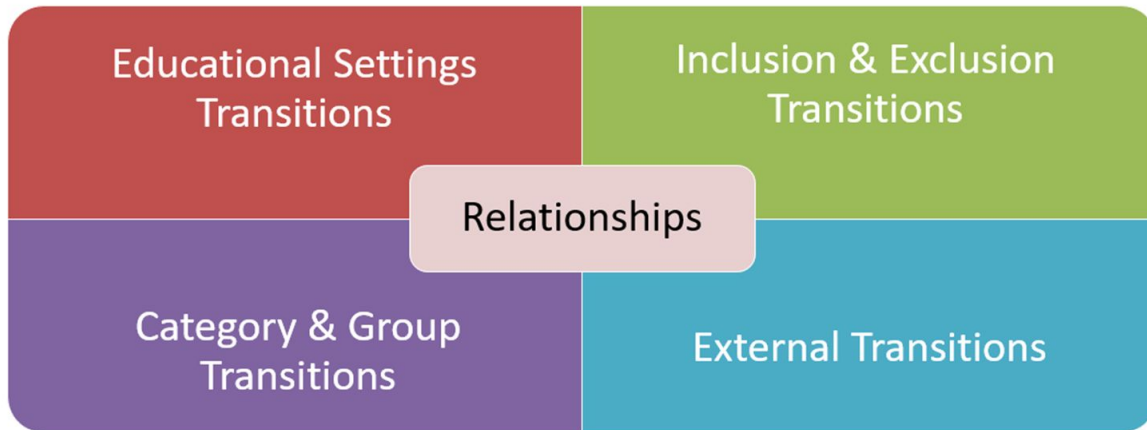 Educational Settings
Transitions
Inclusion & Exclusion
Transitions
Relationships
Category & Group
Transitions
External Transitions